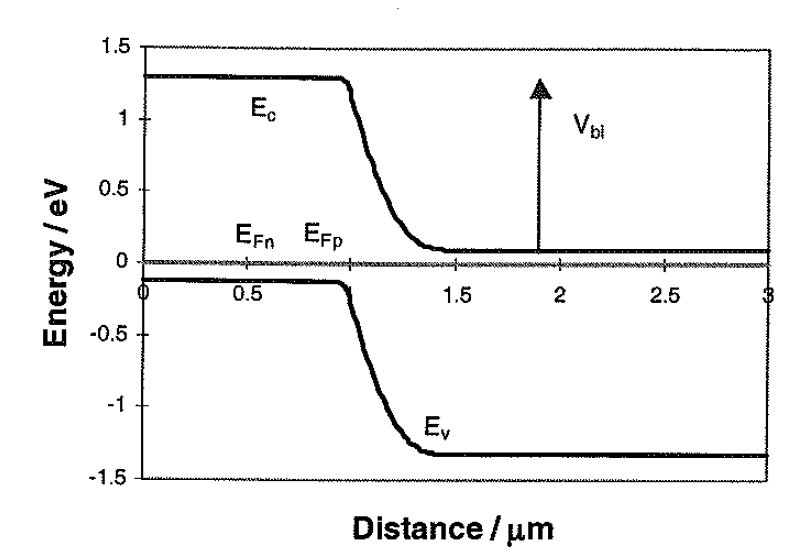 1.5
1
0.5
0
-0.5
-1
-1.5
Energy / eV
E_c
V_bi
E_Fn E_Fp
0 0.5 1 1.5 2 2.5 3
E_v
Distance / μm